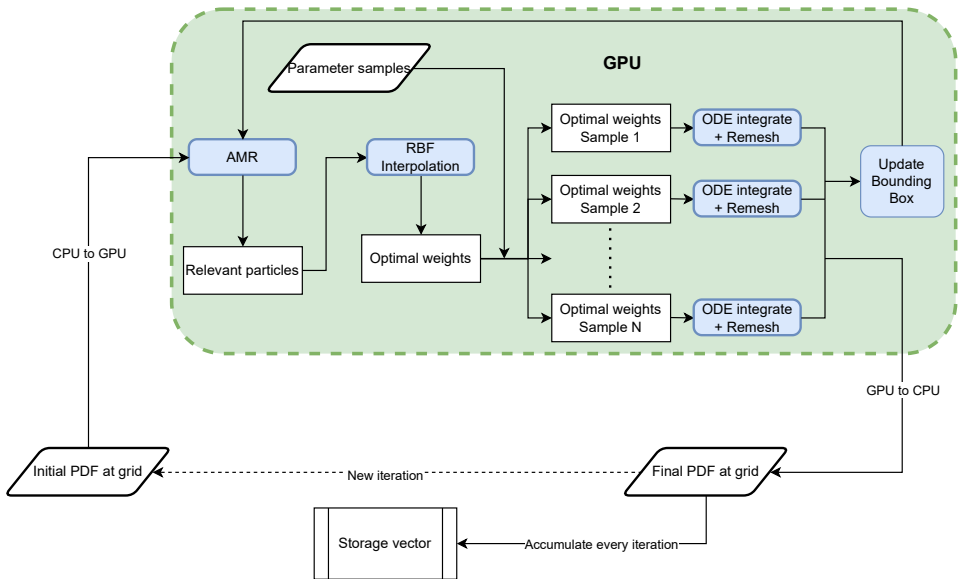 GPU
Parameter samples
AMR
RBF
Interpolation
Relevant particles
Optimal weights
Optimal weights
Sample 1
ODE integrate
+ Remesh
Optimal weights
Sample 2
ODE integrate
+ Remesh
Optimal weights
Sample N
ODE integrate
+ Remesh
Update
Bounding
Box
CPU to GPU
GPU to CPU
Initial PDF at grid
New iteration
Final PDF at grid
Storage vector
Accumulate every iteration